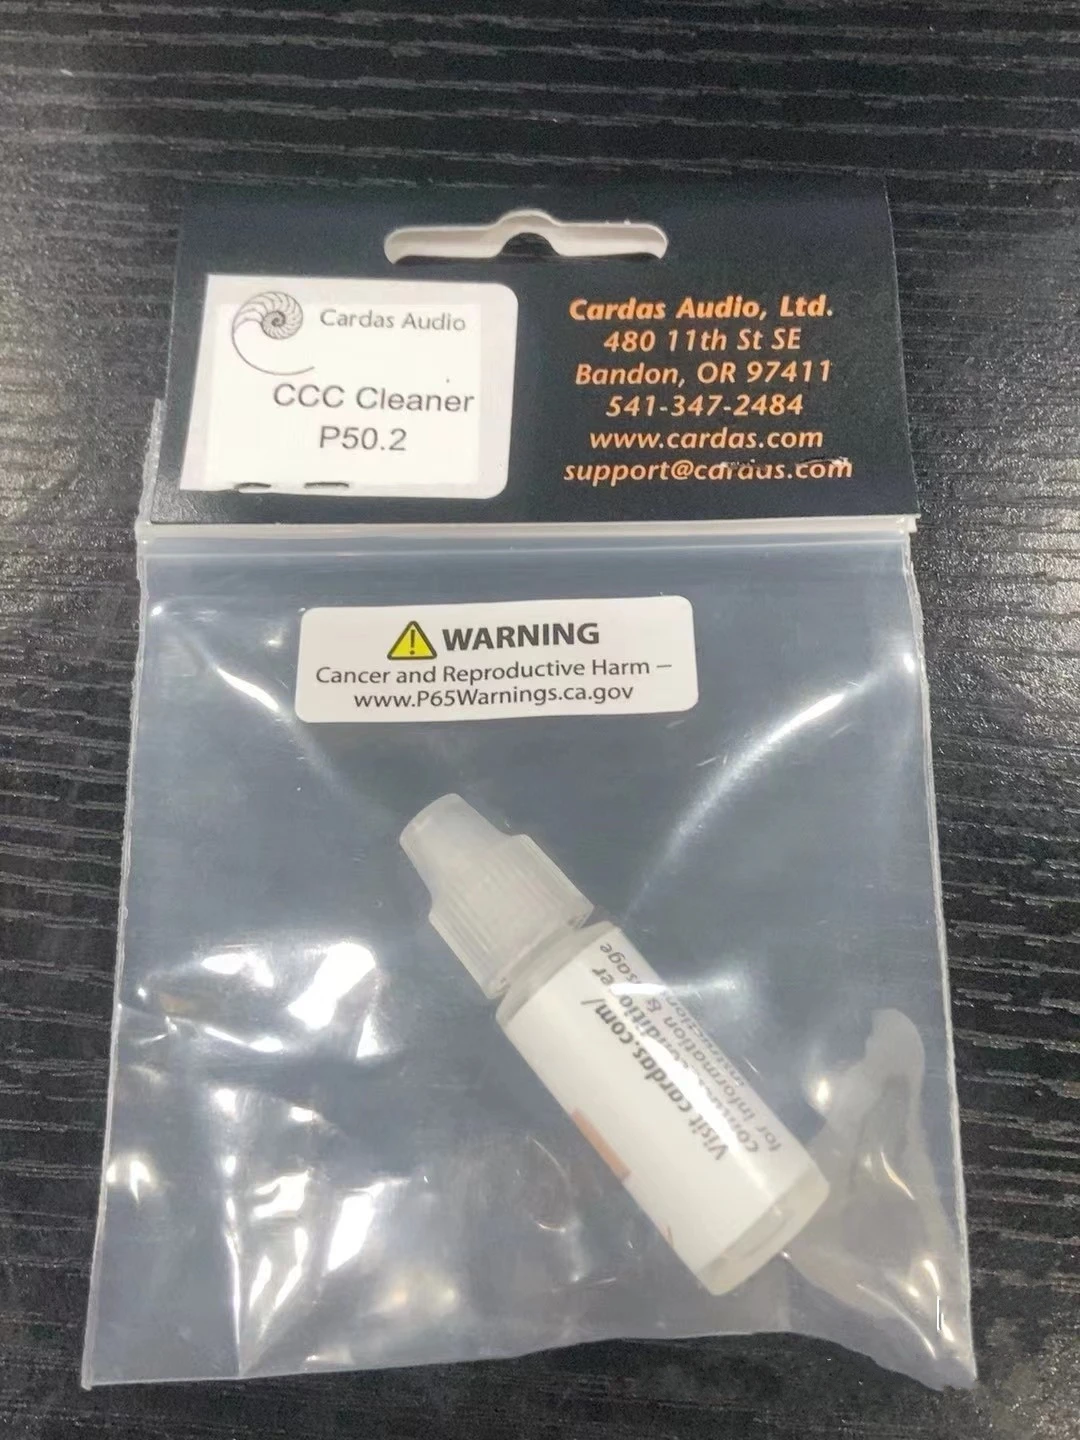 Cardas Audio
CCC Cleaner
P50.2
Cardas Audio, Ltd.
480 11th St SE
Bandon, OR 97411
541-347-2484
www.cardas.com
support@cardas.com
WARNING
Cancer and Reproductive Harm —
www.P65Warnings.ca.gov
Visit cardas.com/
for information & usage